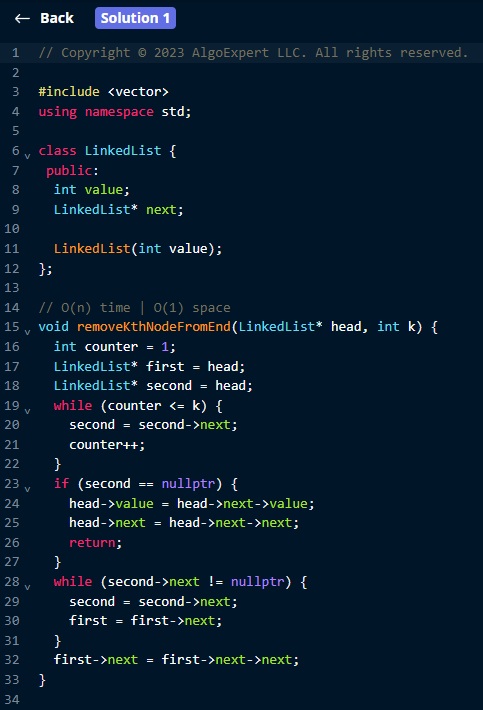 ← Back Solution 1
1 // Copyright © 2023 AlgoExpert LLC. All rights reserved.
2
3 #include <vector>
4 using namespace std;
5
6 class LinkedList {
7 public:
8 int value;
9 LinkedList* next;
10
11 LinkedList(int value);
12 };
13
14 // O(n) time | O(1) space
15 void removeKthNodeFromEnd(LinkedList* head, int k) {
16 int counter = 1;
17 LinkedList* first = head;
18 LinkedList* second = head;
19 while (counter <= k) {
20 second = second->next;
21 counter++;
22 }
23 if (second == nullptr) {
24 head->value = head->next->value;
25 head->next = head->next->next;
26 return;
27 }
28 while (second->next != nullptr) {
29 second = second->next;
30 first = first->next;
31 }
32 first->next = first->next->next;
33 }
34